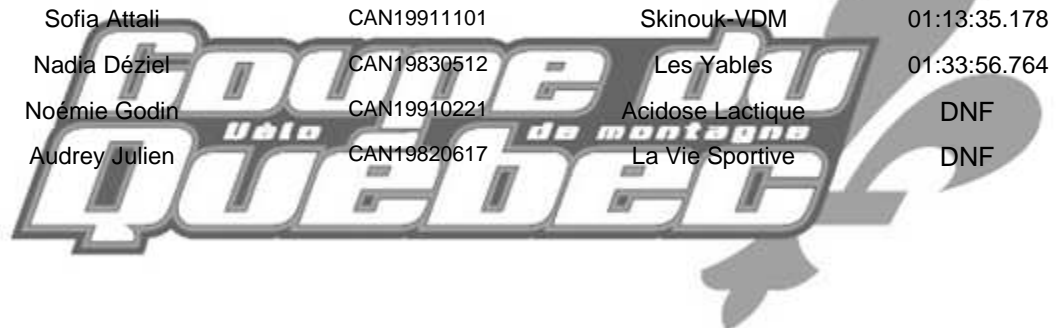 Sofia Attali CAN19911101 Skinouk-VDM 01:13:35.178
Nadia Déziel CAN19830512 Les Yables 01:33:56.764
Noémie Godin CAN19910221 Acidose Lactique DNF
Audrey Julien CAN19820617 La Vie Sportive DNF
Coupe du
Vélo de montagne
Québec